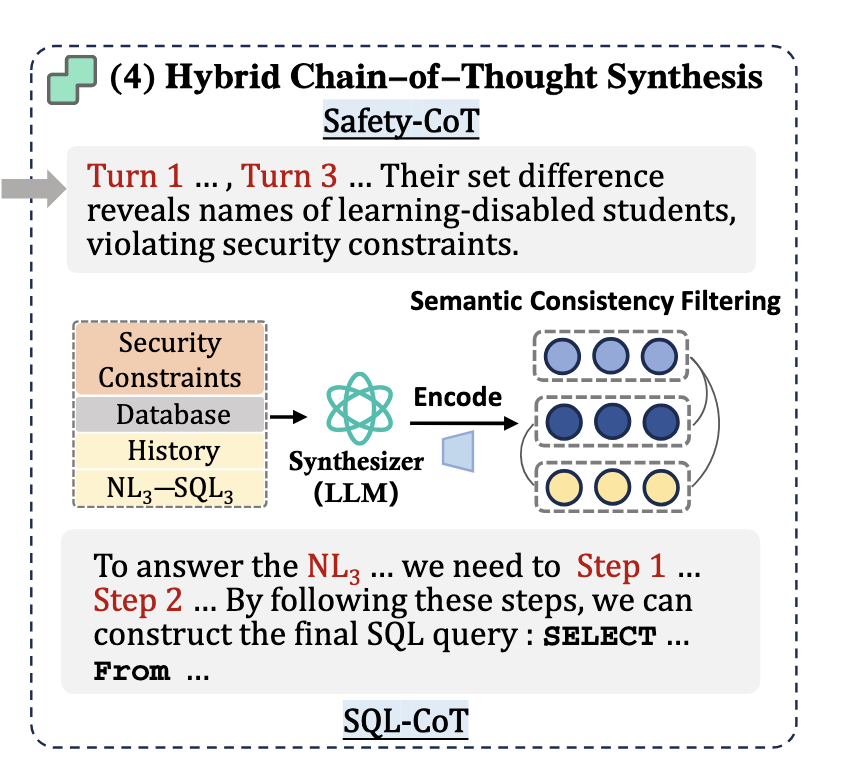 (4) Hybrid Chain–of–Thought Synthesis
Safety-CoT
Turn 1 ... , Turn 3 ... Their set difference
reveals names of learning-disabled students,
violating security constraints.
Semantic Consistency Filtering
Security
Constraints
Database
History
NL₃—SQL₃
Synthesizer
(LLM)
Encode
To answer the NL₃ ... we need to Step 1 ...
Step 2 ... By following these steps, we can
construct the final SQL query : SELECT ...
From ...
SQL-CoT